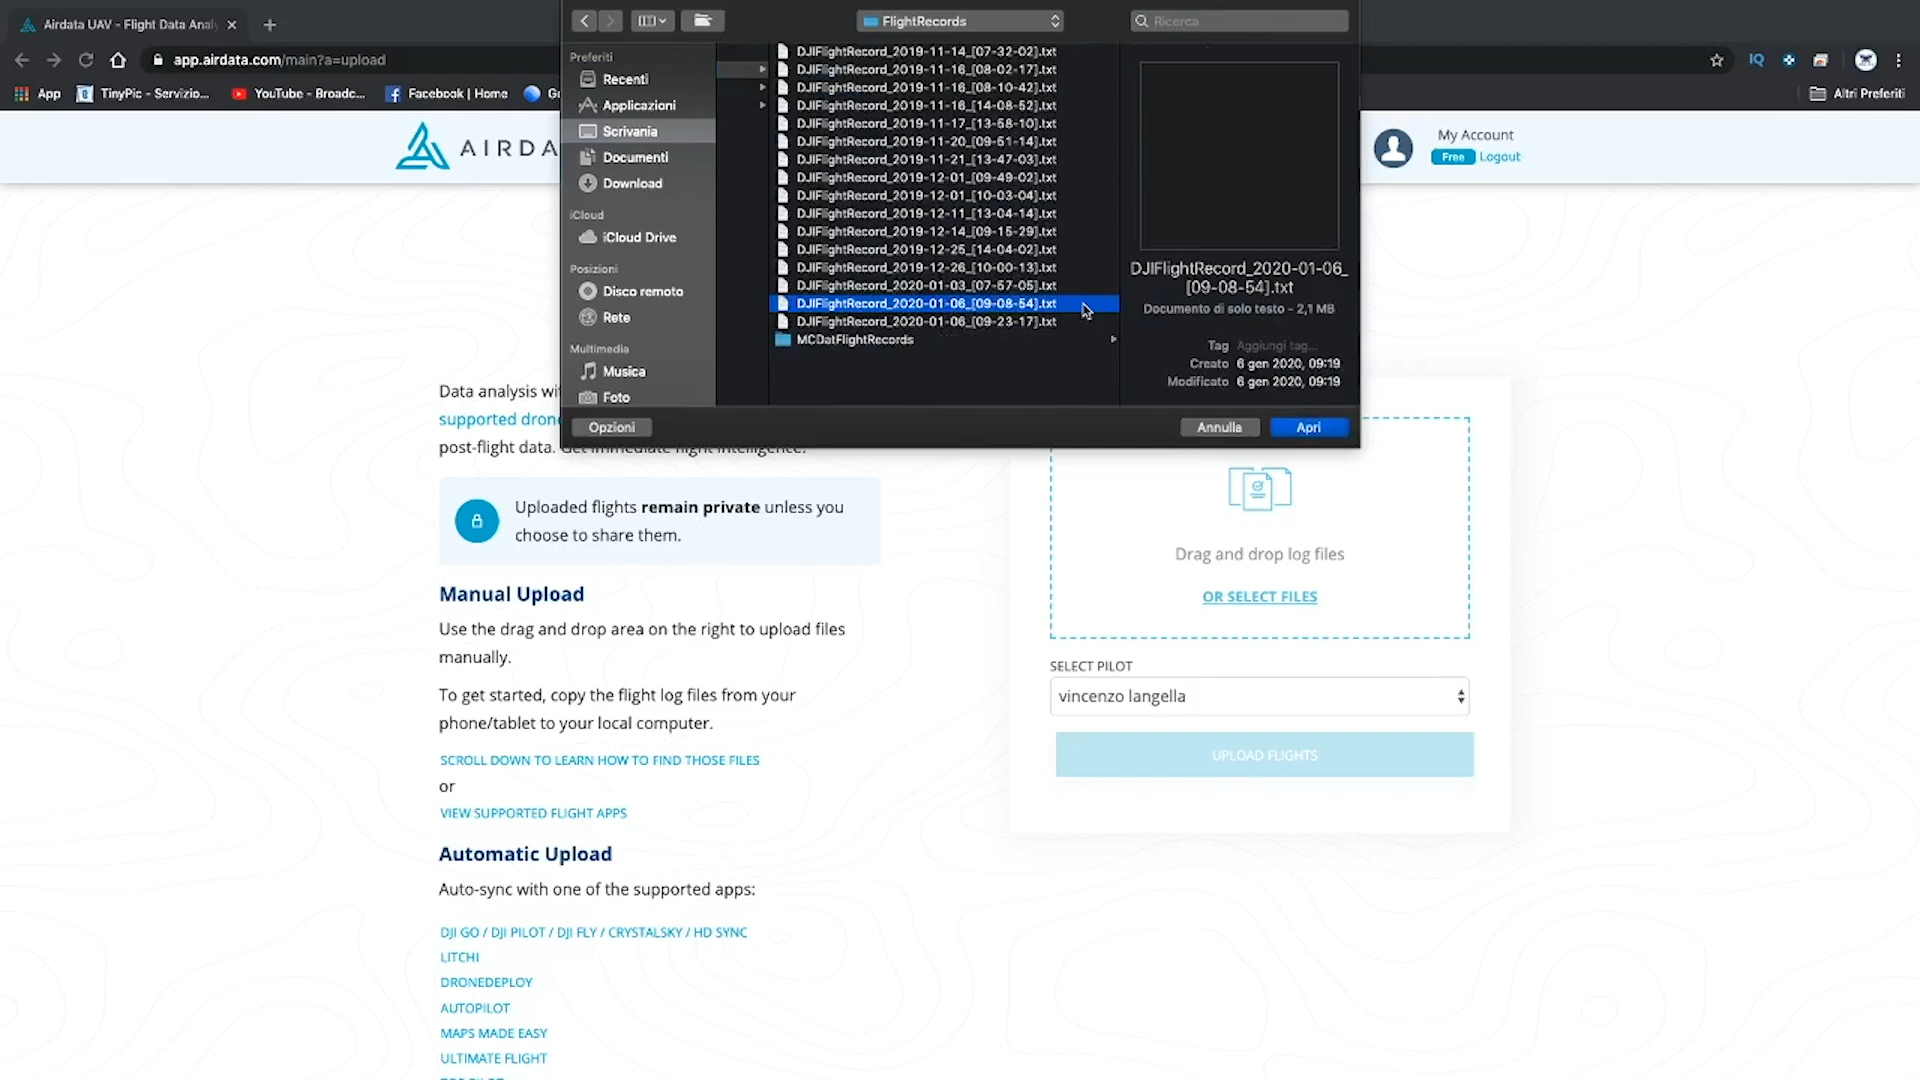 Airdata UAV - Flight Data Anal
app.airdata.com/main?a=upload
IQ
App
TinyPic - Servizio...
YouTube - Broadc...
Facebook | Home
Altri Preferiti
AIRDA
My Account
Free Logout
FlightRecords
Ricerca
Preferiti
Recenti
Applicazioni
Scrivania
Documenti
Download
iCloud
iCloud Drive
Posizioni
Disco remoto
Rete
Multimedia
Musica
Foto
DJIFlightRecord_2019-11-14_[07-32-02].txt
DJIFlightRecord_2019-11-16_[08-02-17].txt
DJIFlightRecord_2019-11-16_[08-10-42].txt
DJIFlightRecord_2019-11-16_[14-08-52].txt
DJIFlightRecord_2019-11-17_[13-58-10].txt
DJIFlightRecord_2019-11-20_[09-51-14].txt
DJIFlightRecord_2019-11-21_[13-47-03].txt
DJIFlightRecord_2019-12-01_[09-49-02].txt
DJIFlightRecord_2019-12-01_[10-03-04].txt
DJIFlightRecord_2019-12-11_[13-04-14].txt
DJIFlightRecord_2019-12-14_[09-15-29].txt
DJIFlightRecord_2019-12-25_[14-04-02].txt
DJIFlightRecord_2019-12-26_[10-00-13].txt
DJIFlightRecord_2020-01-03_[07-57-05].txt
DJIFlightRecord_2020-01-06_[09-08-54].txt
DJIFlightRecord_2020-01-06_[09-23-17].txt
MCDatFlightRecords
DJIFlightRecord_2020-01-06_
[09-08-54].txt
Documento di solo testo - 2,1 MB
Tag Aggiungi tag...
Creato 6 gen 2020, 09:19
Modificato 6 gen 2020, 09:19
Opzioni
Annulla
Apri
Data analysis wi
supported dron
post-flight data. Get immediate flight intelligence.
Uploaded flights remain private unless you
choose to share them.
Manual Upload
Use the drag and drop area on the right to upload files
manually.
To get started, copy the flight log files from your
phone/tablet to your local computer.
SCROLL DOWN TO LEARN HOW TO FIND THOSE FILES
or
VIEW SUPPORTED FLIGHT APPS
Automatic Upload
Auto-sync with one of the supported apps:
DJI GO / DJI PILOT / DJI FLY / CRYSTALSKY / HD SYNC
LITCHI
DRONEDEPLOY
AUTOPILOT
MAPS MADE EASY
ULTIMATE FLIGHT
Drag and drop log files
OR SELECT FILES
SELECT PILOT
vincenzo langella
UPLOAD FLIGHTS